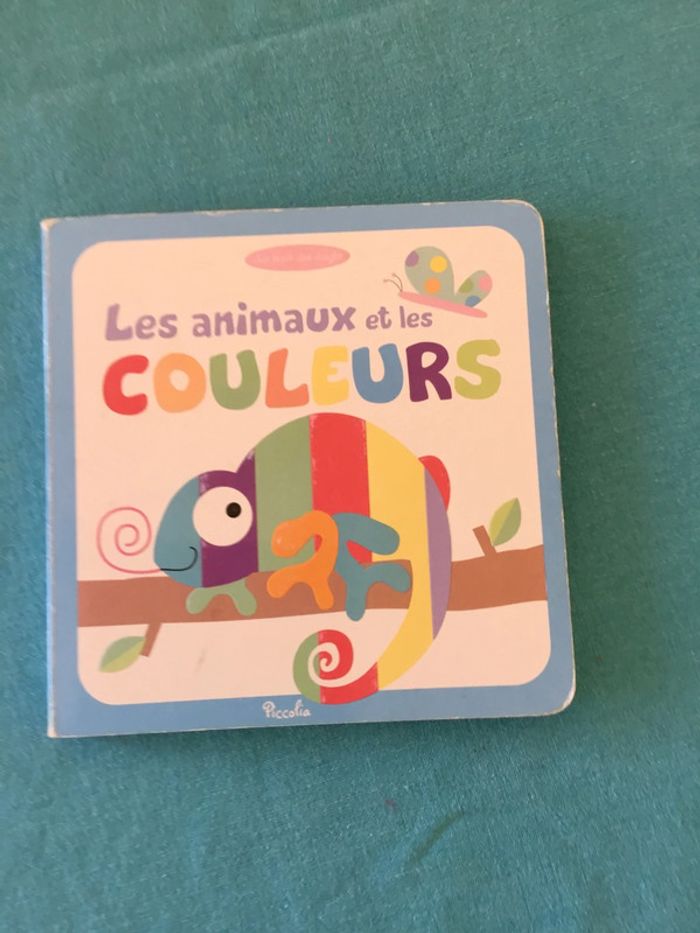 Les animaux et les
COULEURS
Piccolia